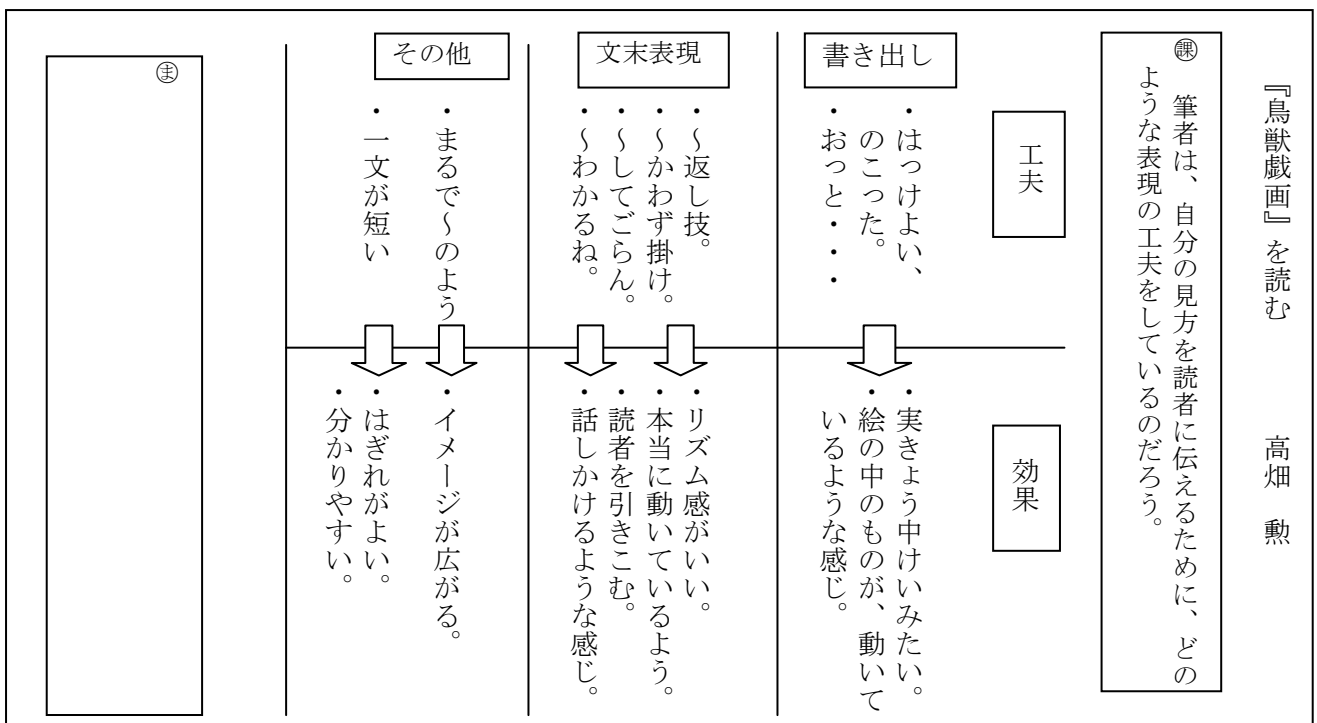 『鳥獣戯画』を読む　　　高畑　勲
㋕　筆者は、自分の見方を読者に伝えるために、どの
ような表現の工夫をしているのだろう。
工夫
効果
書き出し
・はっけよい、
のこった。
・おっと・・・
・実きょう中けいみたい。
・絵の中のものが、動いて
いるような感じ。
文末表現
・～返し技。
・～かわず掛け。
・～してごらん。
・～わかるね。
・リズム感がいい。
・本当に動いているよう。
・読者を引きこむ。
・話しかけるような感じ。
その他
・まるで～のよう
・一文が短い
・イメージが広がる。
・はぎれがよい。
・分かりやすい。
㋮